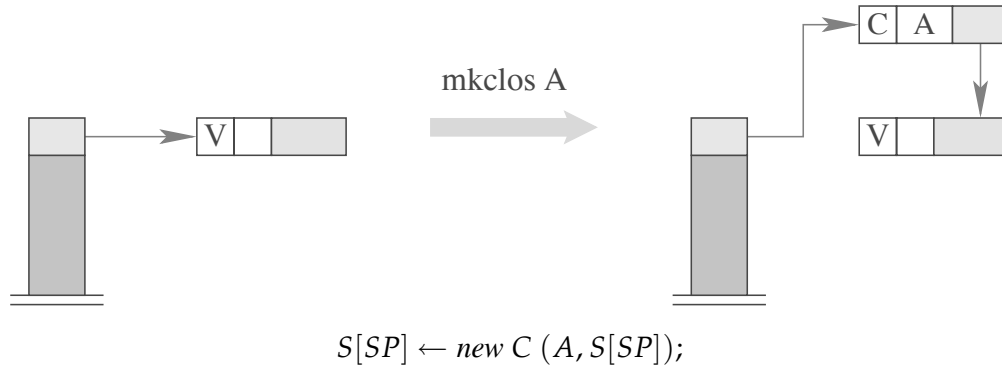 C A
mkclos A
V
V
S[SP] ← new C (A, S[SP]);